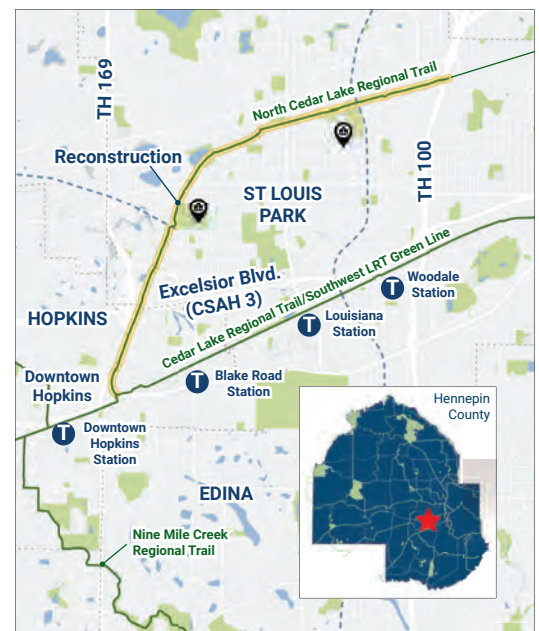 TH 169
North Cedar Lake Regional Trail
Reconstruction
TH 100
ST LOUIS
PARK
Excelsior Blvd.
(CSAH 3)
Cedar Lake Regional Trail/Southwest LRT Green Line
T
Woodale
Station
HOPKINS
T
Louisiana
Station
Downtown
Hopkins
T
Blake Road
Station
Hennepin
County
T
Downtown
Hopkins
Station
EDINA
Nine Mile Creek
Regional Trail